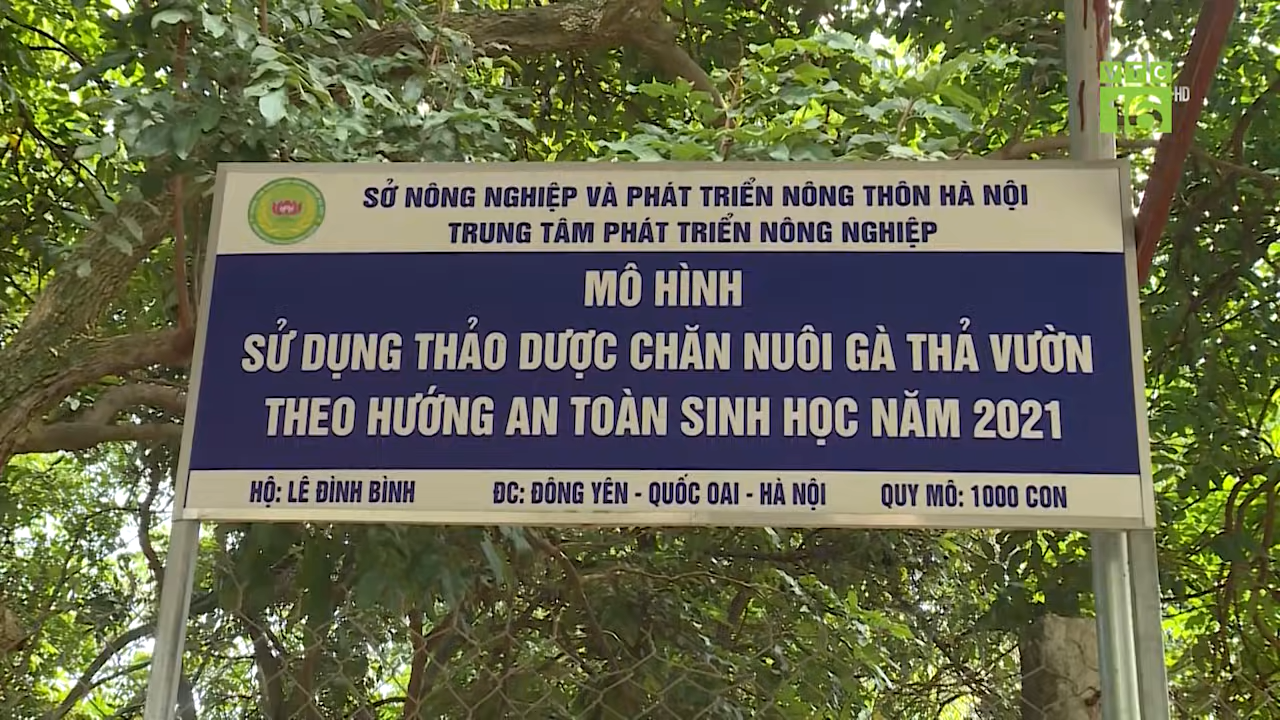 VTC
16 HD
SỞ NÔNG NGHIỆP VÀ PHÁT TRIỂN NÔNG THÔN HÀ NỘI
TRUNG TÂM PHÁT TRIỂN NÔNG NGHIỆP
MÔ HÌNH
SỬ DỤNG THẢO DƯỢC CHĂN NUÔI GÀ THẢ VƯỜN
THEO HƯỚNG AN TOÀN SINH HỌC NĂM 2021
HỘ: LÊ ĐÌNH BÌNH ĐC: ĐÔNG YÊN - QUỐC OAI - HÀ NỘI QUY MÔ: 1000 CON